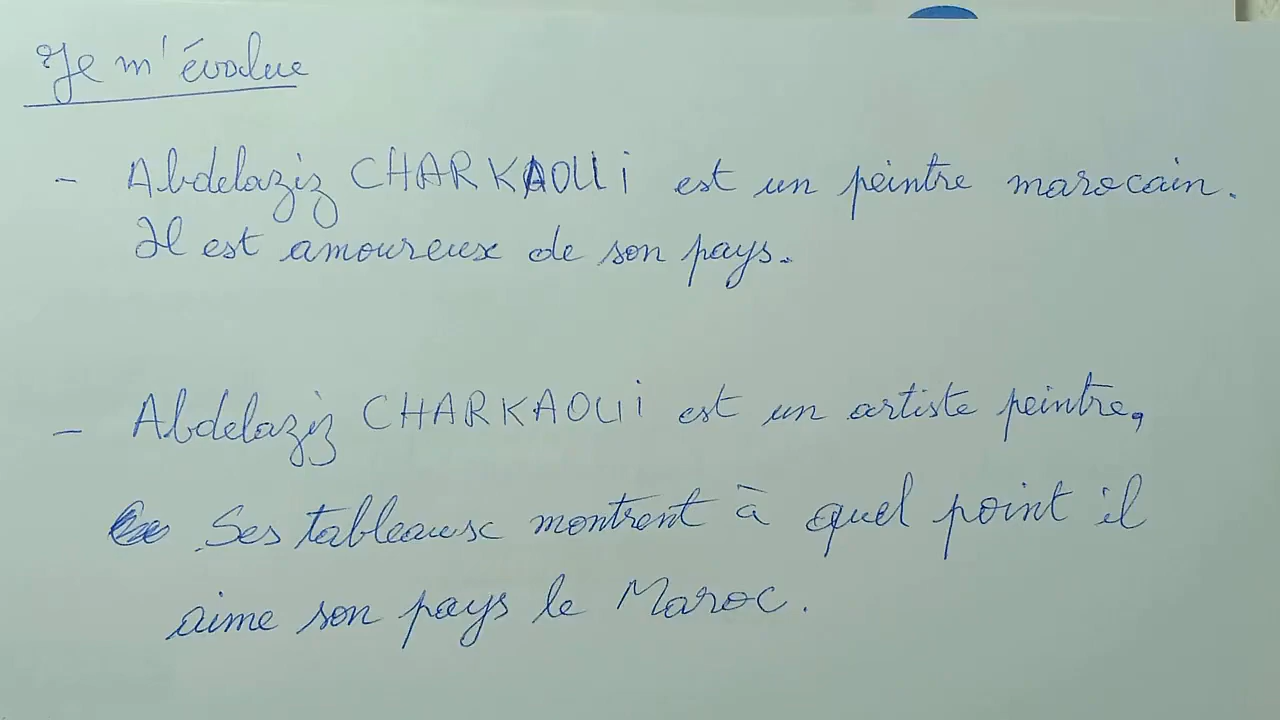 Je m'évalue
- Abdelaziz CHARKAOUi est un peintre marocain.
Il est amoureux de son pays.
- Abdelaziz CHARKAOUi est un artiste peintre,
Ses tableaux montrent à quel point il
aime son pays le Maroc.